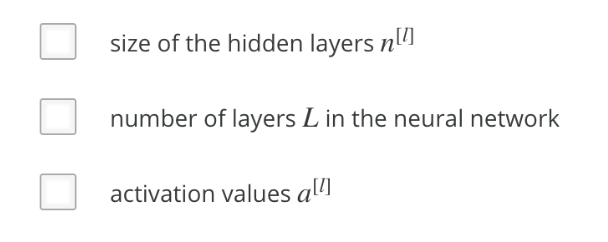 size of the hidden layers n^[l]
number of layers L in the neural network
activation values a^[l]